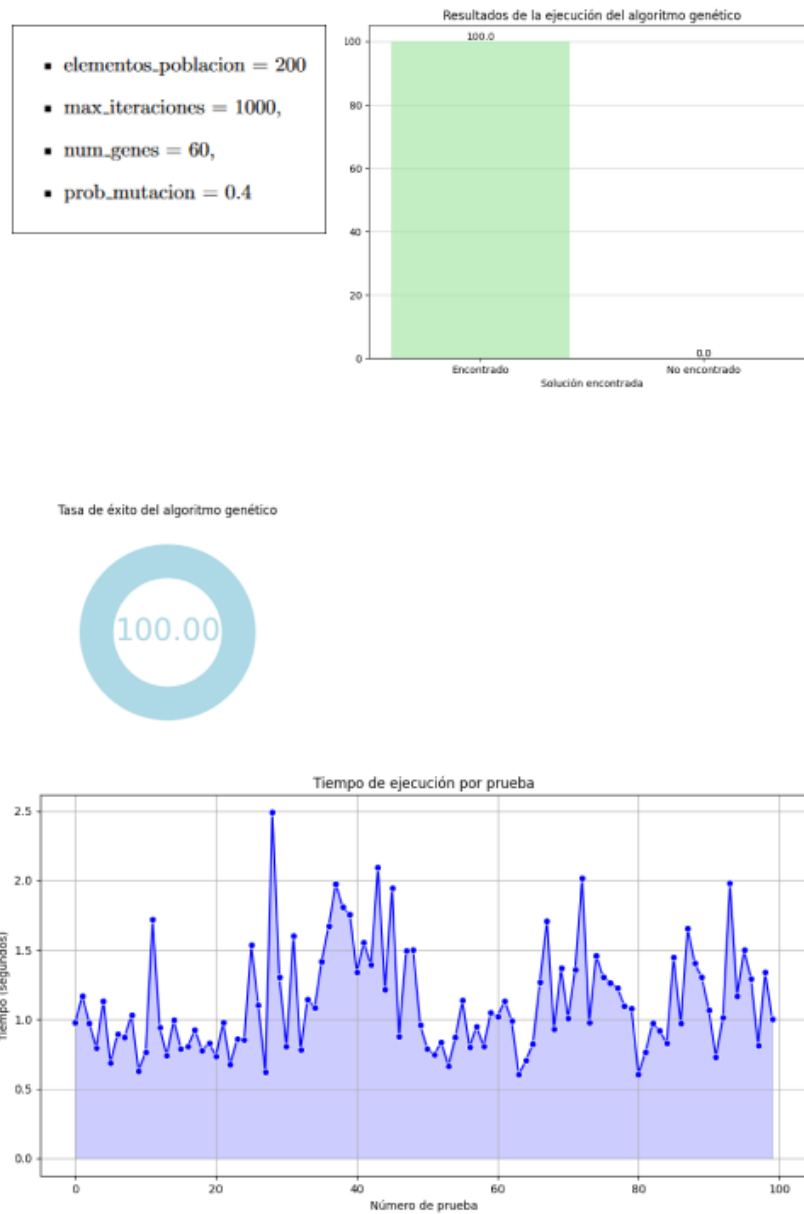 ▪ elementos_poblacion = 200
▪ max_iteraciones = 1000,
▪ num_genes = 60,
▪ prob_mutacion = 0.4
Resultados de la ejecución del algoritmo genético
100.0
100
80
60
40
20
0
0.0
Encontrado
No encontrado
Solución encontrada
Tasa de éxito del algoritmo genético
100.00
Tiempo de ejecución por prueba
Tiempo (segundos)
2.5
2.0
1.5
1.0
0.5
0.0
0
20
40
60
80
100
Número de prueba